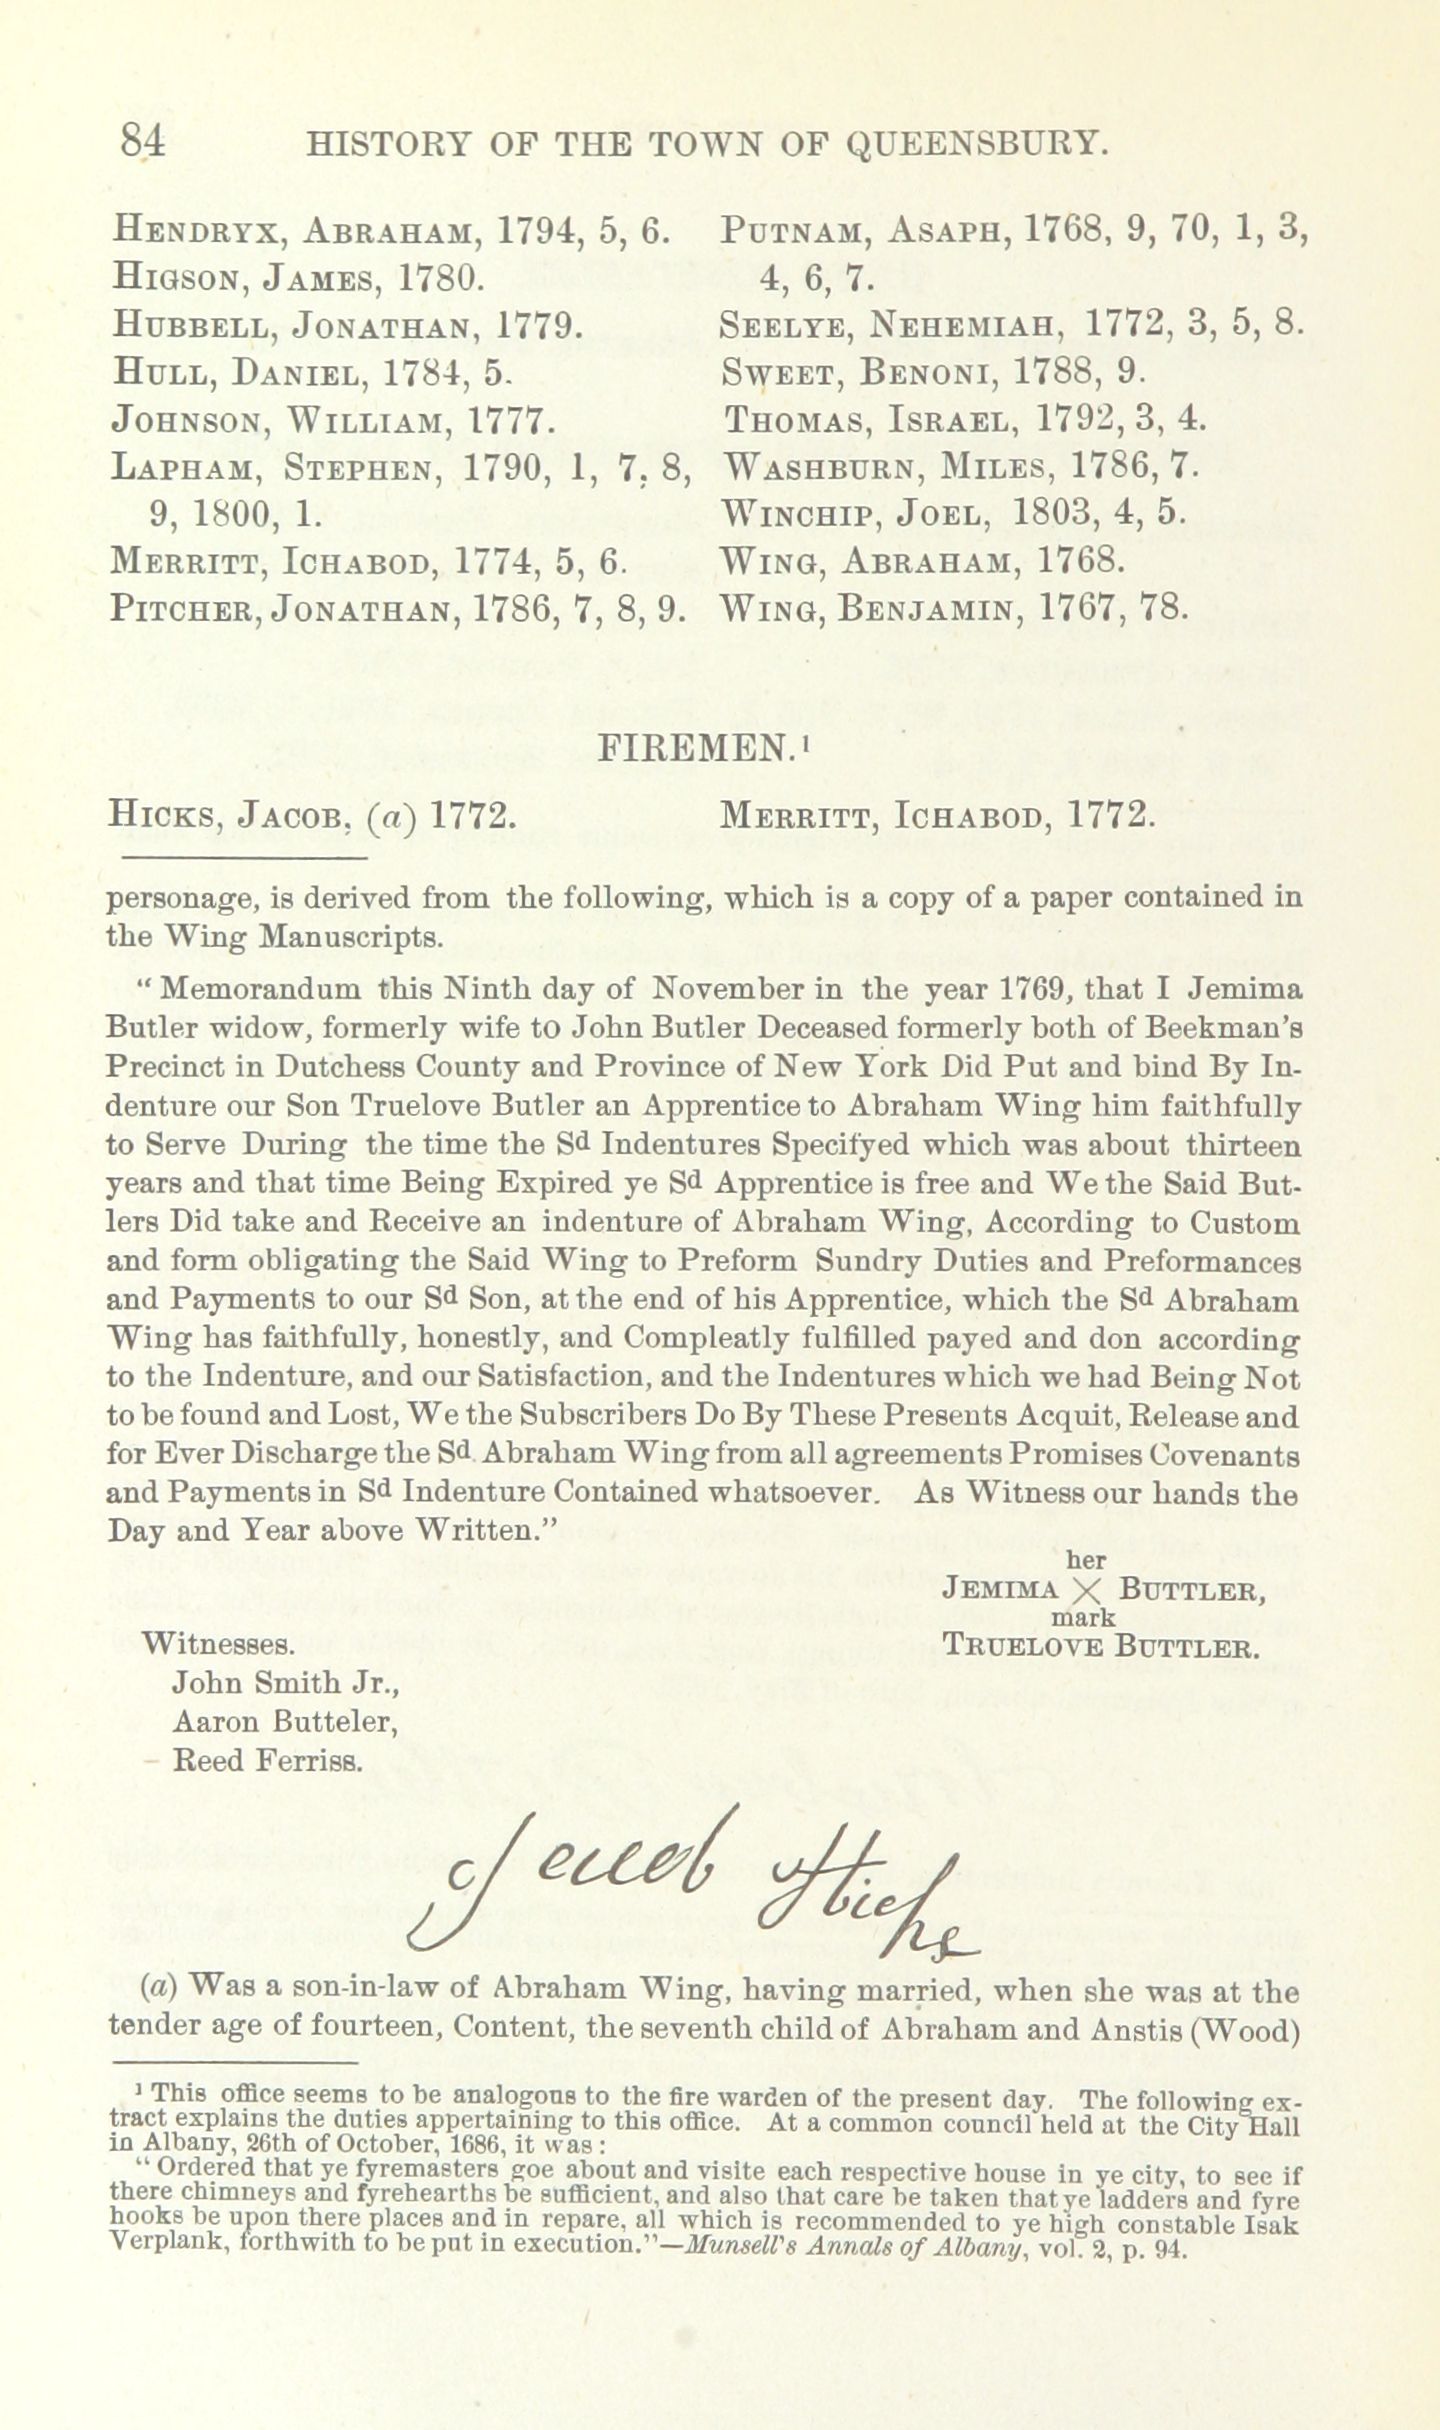 84 HISTORY OF THE TOWN OF QUEENSBURY.
HENDRYX, ABRAHAM, 1794, 5, 6.
HIGSON, JAMES, 1780.
HUBBELL, JONATHAN, 1779.
HULL, DANIEL, 1784, 5.
JOHNSON, WILLIAM, 1777.
LAPHAM, STEPHEN, 1790, 1, 7, 8,
9, 1800, 1.
MERRITT, ICHABOD, 1774, 5, 6.
PITCHER, JONATHAN, 1786, 7, 8, 9.
PUTNAM, ASAPH, 1768, 9, 70, 1, 3,
4, 6, 7.
SEELYE, NEHEMIAH, 1772, 3, 5, 8.
SWEET, BENONI, 1788, 9.
THOMAS, ISRAEL, 1792, 3, 4.
WASHBURN, MILES, 1786, 7.
WINCHIP, JOEL, 1803, 4, 5.
WING, ABRAHAM, 1768.
WING, BENJAMIN, 1767, 78.
FIREMEN.¹
HICKS, JACOB, (a) 1772. MERRITT, ICHABOD, 1772.
personage, is derived from the following, which is a copy of a paper contained in
the Wing Manuscripts.
“ Memorandum this Ninth day of November in the year 1769, that I Jemima
Butler widow, formerly wife to John Butler Deceased formerly both of Beekman's
Precinct in Dutchess County and Province of New York Did Put and bind By In-
denture our Son Truelove Butler an Apprentice to Abraham Wing him faithfully
to Serve During the time the Sd Indentures Specifyed which was about thirteen
years and that time Being Expired ye Sd Apprentice is free and We the Said But-
lers Did take and Receive an indenture of Abraham Wing, According to Custom
and form obligating the Said Wing to Preform Sundry Duties and Preformances
and Payments to our Sd Son, at the end of his Apprentice, which the Sd Abraham
Wing has faithfully, honestly, and Compleatly fulfilled payed and don according
to the Indenture, and our Satisfaction, and the Indentures which we had Being Not
to be found and Lost, We the Subscribers Do By These Presents Acquit, Release and
for Ever Discharge the Sd Abraham Wing from all agreements Promises Covenants
and Payments in Sd Indenture Contained whatsoever. As Witness our hands the
Day and Year above Written.”
her
JEMIMA X BUTTLER,
mark
TRUELOVE BUTTLER.
Witnesses.
John Smith Jr.,
Aaron Butteler,
Reed Ferriss.
Jacob Hicks
(a) Was a son-in-law of Abraham Wing, having married, when she was at the
tender age of fourteen, Content, the seventh child of Abraham and Anstis (Wood)
¹ This office seems to be analogous to the fire warden of the present day. The following ex-
tract explains the duties appertaining to this office. At a common council held at the City Hall
in Albany, 26th of October, 1686, it was :
“ Ordered that ye fyremasters goe about and visite each respective house in ye city, to see if
there chimneys and fyrehearths be sufficient, and also that care be taken that ye ladders and fyre
hooks be upon there places and in repare, all which is recommended to ye high constable Isak
Verplank, forthwith to be put in execution.”—Munsell's Annals of Albany, vol. 2, p. 94.